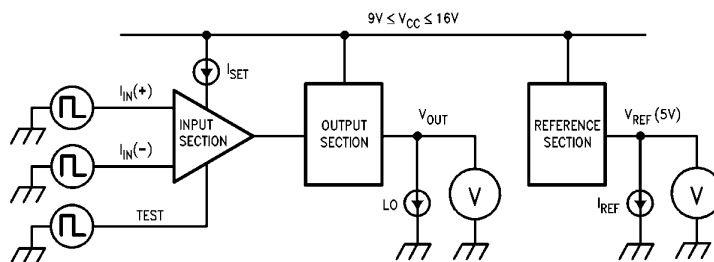 9V ≤ VCC ≤ 16V
ISET
IIN(+)
INPUT
SECTION
IIN(−)
TEST
OUTPUT
SECTION
VOUT
LO
V
REFERENCE
SECTION
VREF (5V)
IREF
V